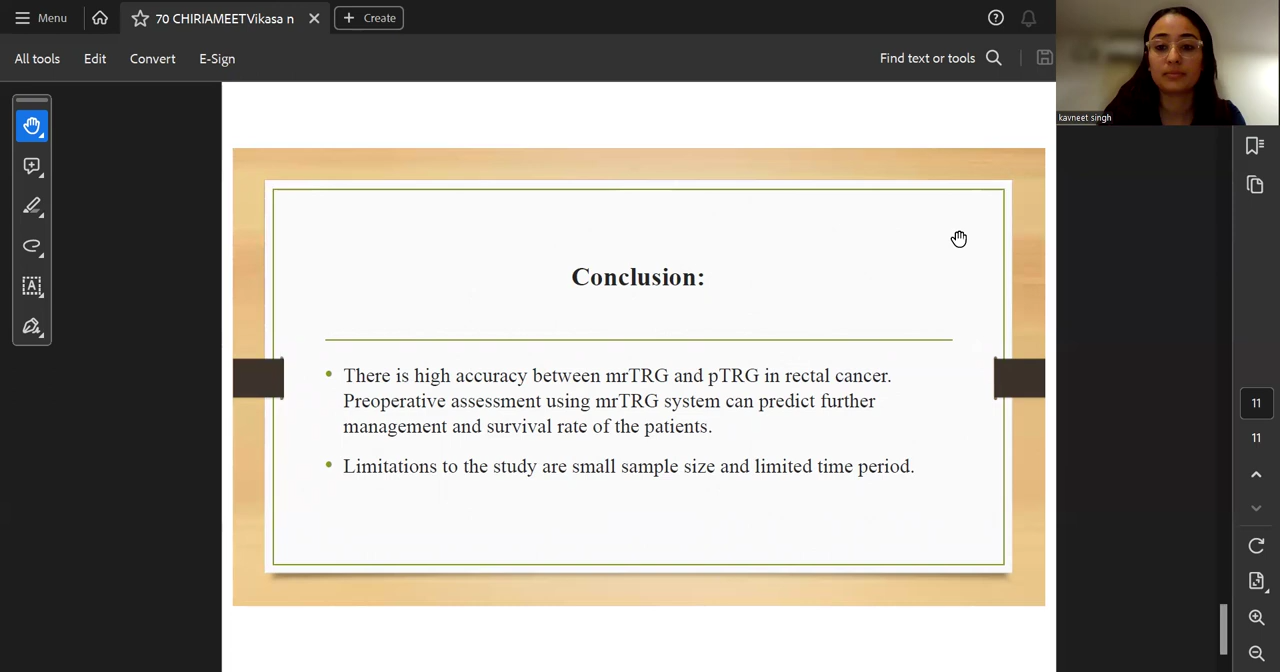 Menu
70 CHIRIAMEETVikasa n
Create
All tools
Edit
Convert
E-Sign
Find text or tools
kavneet singh
Conclusion:
• There is high accuracy between mrTRG and pTRG in rectal cancer.
Preoperative assessment using mrTRG system can predict further
management and survival rate of the patients.
• Limitations to the study are small sample size and limited time period.
11
11